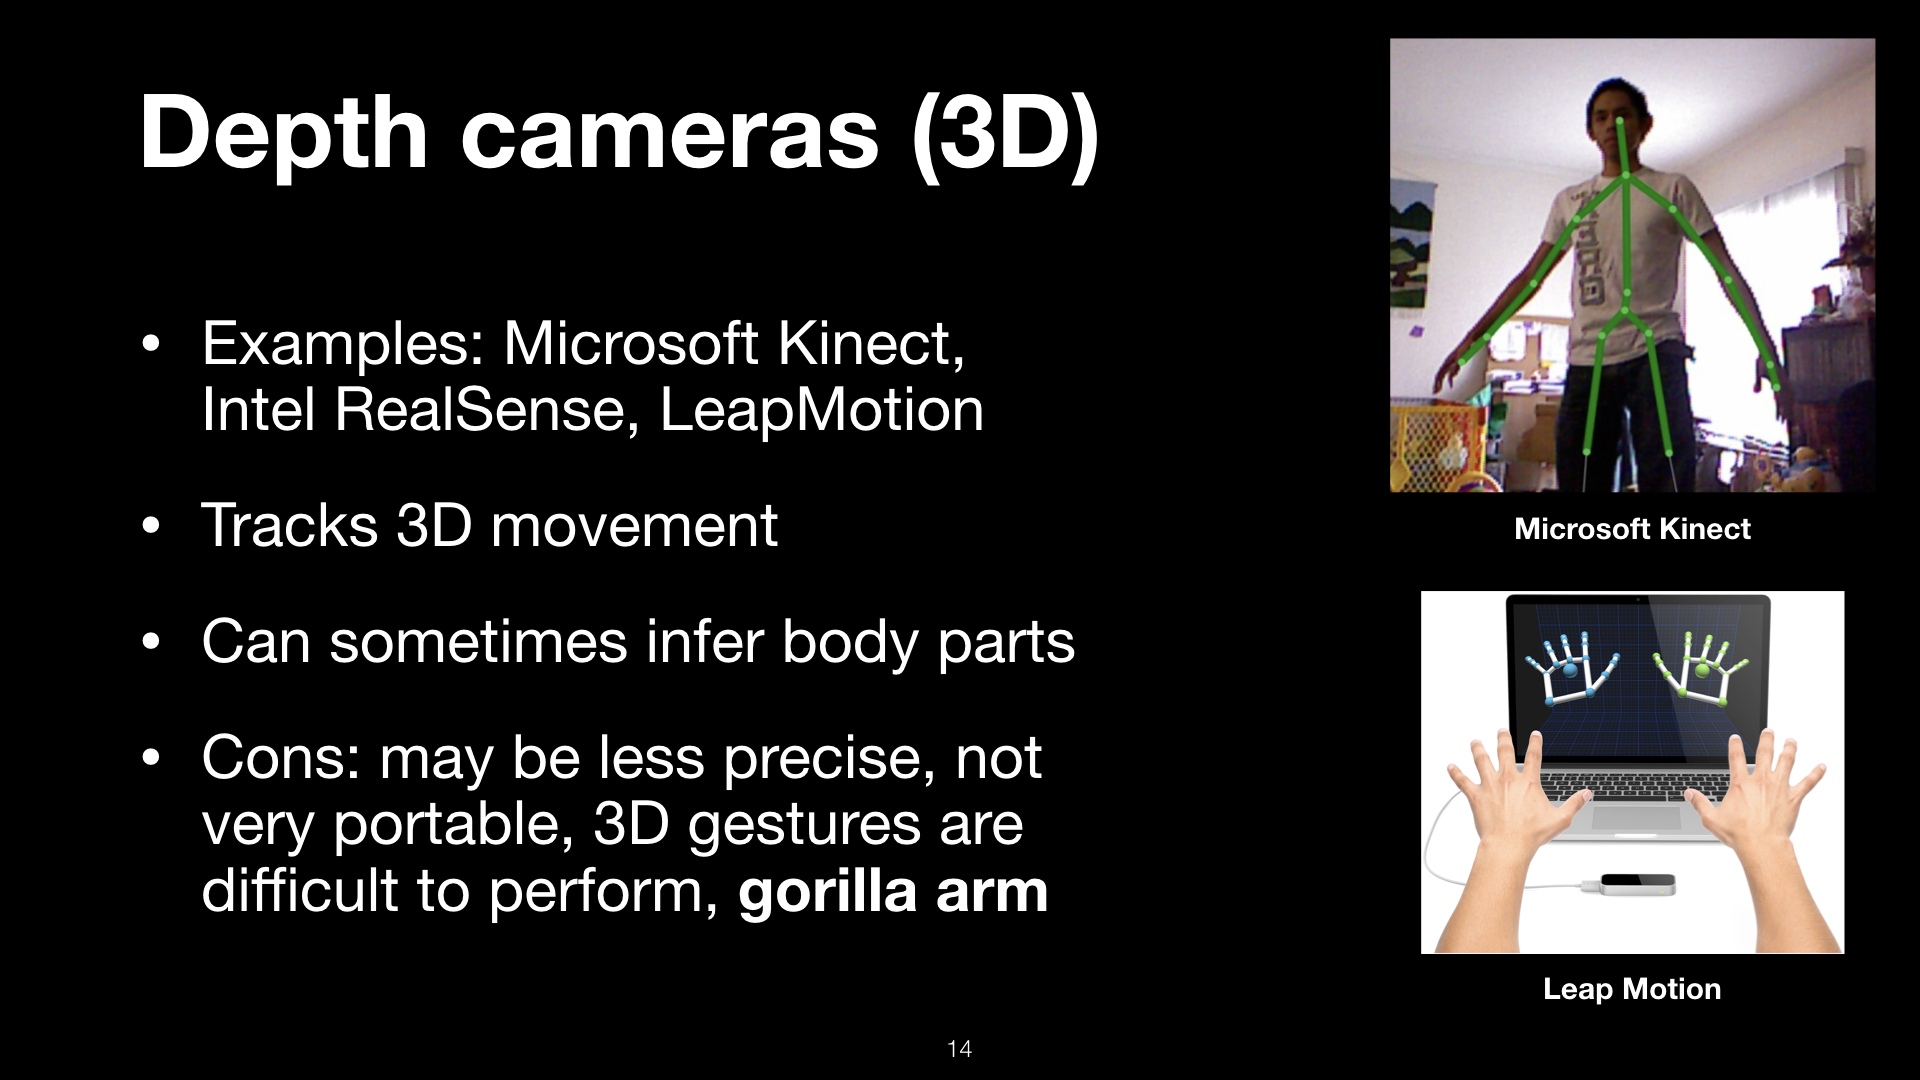 Depth cameras (3D)
• Examples: Microsoft Kinect,
Intel RealSense, LeapMotion
• Tracks 3D movement
• Can sometimes infer body parts
• Cons: may be less precise, not
very portable, 3D gestures are
difficult to perform, gorilla arm
Microsoft Kinect
Leap Motion
14